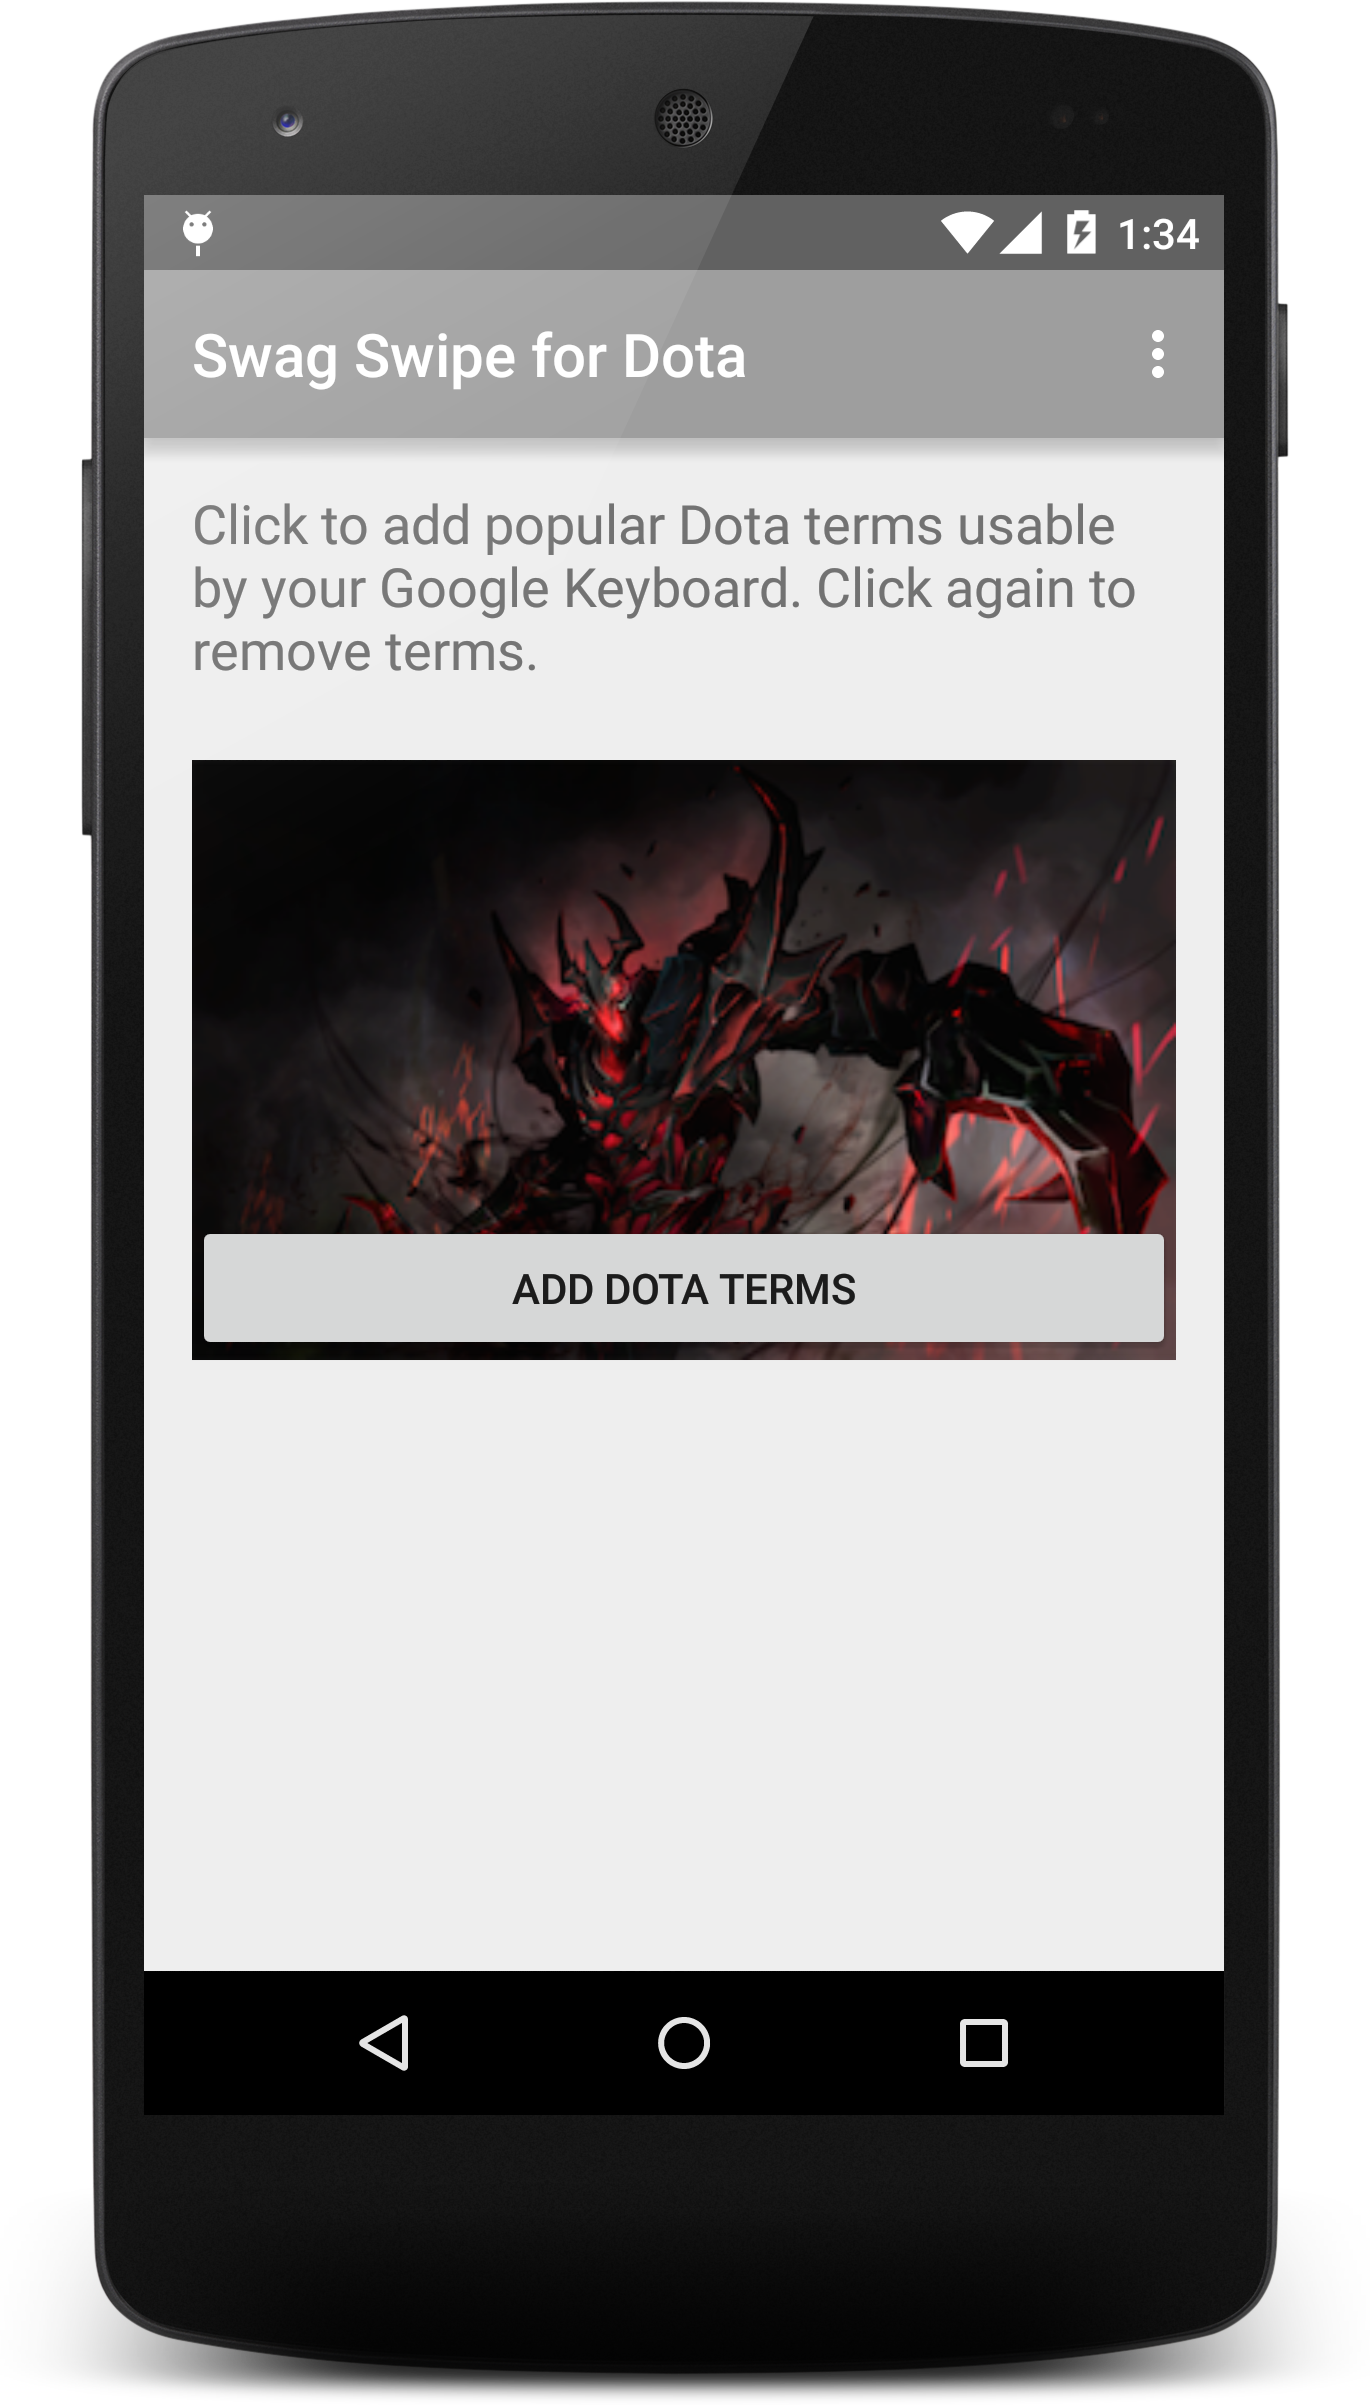 1:34
Swag Swipe for Dota
Click to add popular Dota terms usable
by your Google Keyboard. Click again to
remove terms.
ADD DOTA TERMS